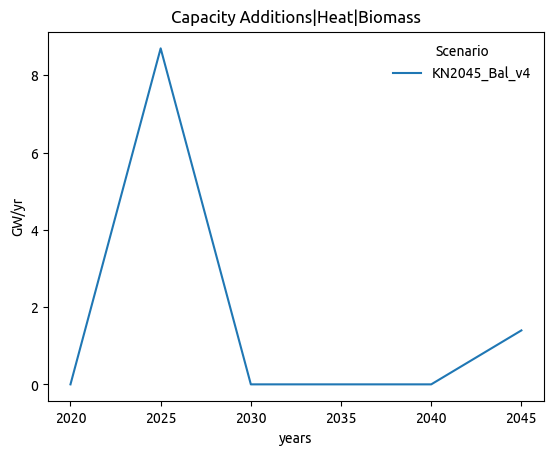 Capacity Additions|Heat|Biomass
Scenario
KN2045_Bal_v4
GW/yr
8
6
4
2
0
2020 2025 2030 2035 2040 2045
years